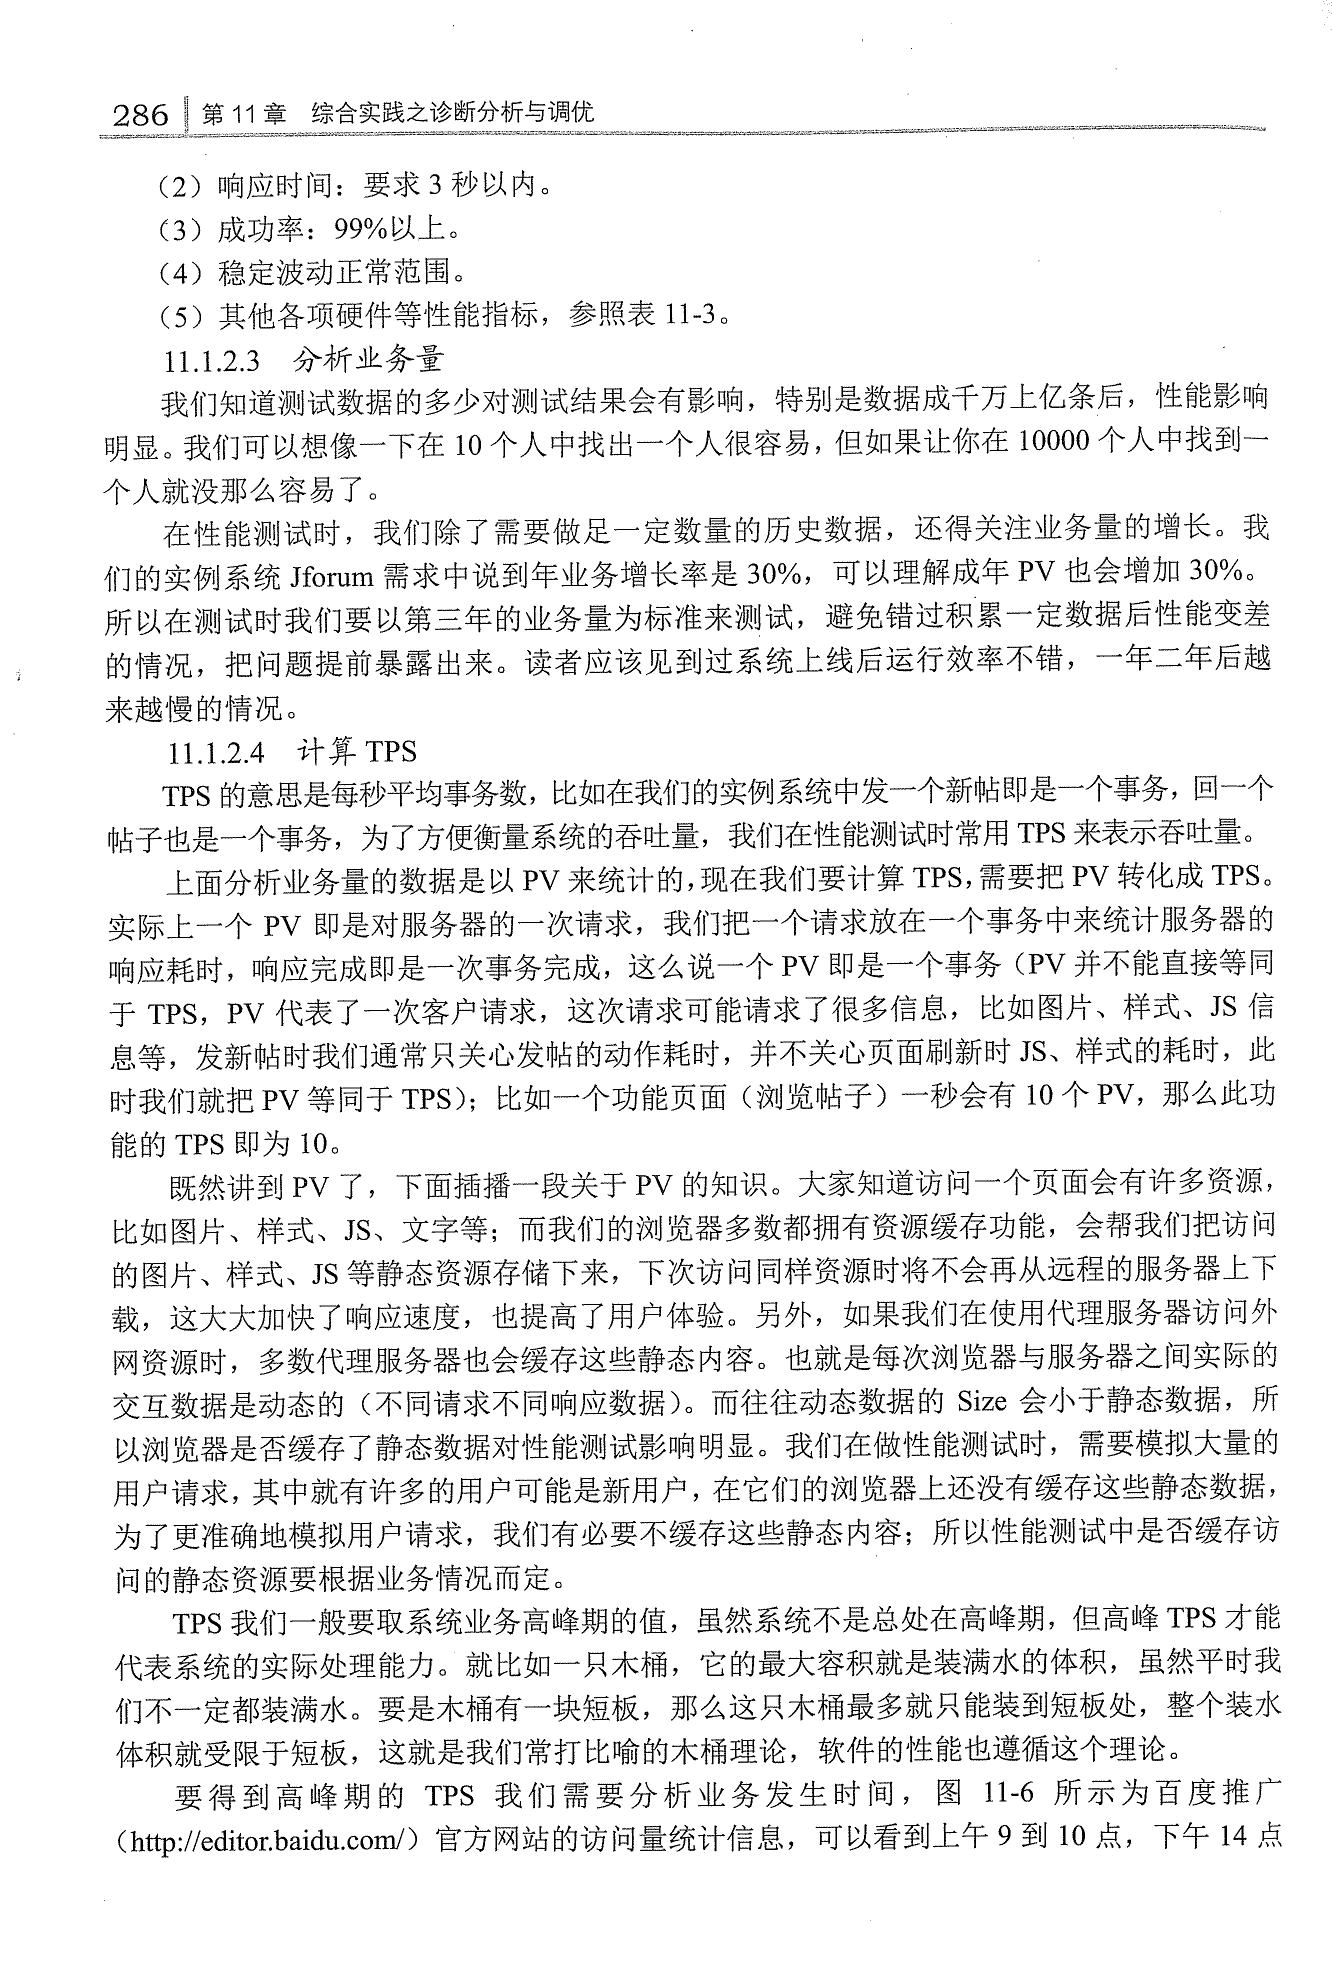 286 第 11 章 综合实践之诊断分析与调优
（2）响应时间：要求 3 秒以内。
（3）成功率：99%以上。
（4）稳定波动正常范围。
（5）其他各项硬件等性能指标，参照表 11-3。
11.1.2.3 分析业务量
我们知道测试数据的多少对测试结果会有影响，特别是数据成千万上亿条后，性能影响
明显。我们可以想像一下在 10 个人中找出一个人很容易，但如果让你在 10000 个人中找到一
个人就没那么容易了。
在性能测试时，我们除了需要做足一定数量的历史数据，还得关注业务量的增长。我
们的实例系统 Jforum 需求中说到年业务增长率是 30%，可以理解成年 PV 也会增加 30%。
所以在测试时我们要以第三年的业务量为标准来测试，避免错过积累一定数据后性能变差
的情况，把问题提前暴露出来。读者应该见到过系统上线后运行效率不错，一年二年后越
来越慢的情况。
11.1.2.4 计算 TPS
TPS 的意思是每秒平均事务数，比如在我们的实例系统中发一个新帖即是一个事务，回一个
帖子也是一个事务，为了方便衡量系统的吞吐量，我们在性能测试时常用 TPS 来表示吞吐量。
上面分析业务量的数据是以 PV 来统计的，现在我们要计算 TPS，需要把 PV 转化成 TPS。
实际上一个 PV 即是对服务器的一次请求，我们把一个请求放在一个事务中来统计服务器的
响应耗时，响应完成即是一次事务完成，这么说一个 PV 即是一个事务（PV 并不能直接等同
于 TPS，PV 代表了一次客户请求，这次请求可能请求了很多信息，比如图片、样式、JS 信
息等，发新帖时我们通常只关心发帖的动作耗时，并不关心页面刷新时 JS、样式的耗时，此
时我们就把 PV 等同于 TPS）；比如一个功能页面（浏览帖子）一秒会有 10 个 PV，那么此功
能的 TPS 即为 10。
既然讲到 PV 了，下面插播一段关于 PV 的知识。大家知道访问一个页面会有许多资源，
比如图片、样式、JS、文字等；而我们的浏览器多数都拥有资源缓存功能，会帮我们把访问
的图片、样式、JS 等静态资源存储下来，下次访问同样资源时将不会再从远程的服务器上下
载，这大大加快了响应速度，也提高了用户体验。另外，如果我们在使用代理服务器访问外
网资源时，多数代理服务器也会缓存这些静态内容。也就是每次浏览器与服务器之间实际的
交互数据是动态的（不同请求不同响应数据）。而往往动态数据的 Size 会小于静态数据，所
以浏览器是否缓存了静态数据对性能测试影响明显。我们在做性能测试时，需要模拟大量的
用户请求，其中就有许多的用户可能是新用户，在它们的浏览器上还没有缓存这些静态数据，
为了更准确地模拟用户请求，我们有必要不缓存这些静态内容；所以性能测试中是否缓存访
问的静态资源要根据业务情况而定。
TPS 我们一般要取系统业务高峰期的值，虽然系统不是总处在高峰期，但高峰 TPS 才能
代表系统的实际处理能力。就比如一只木桶，它的最大容积就是装满水的体积，虽然平时我
们不一定都装满水。要是木桶有一块短板，那么这只木桶最多就只能装到短板处，整个装水
体积就受限于短板，这就是我们常打比喻的木桶理论，软件的性能也遵循这个理论。
要得到高峰期的 TPS 我们需要分析业务发生时间，图 11-6 所示为百度推广
（http://editor.baidu.com/）官方网站的访问量统计信息，可以看到上午 9 到 10 点，下午 14 点